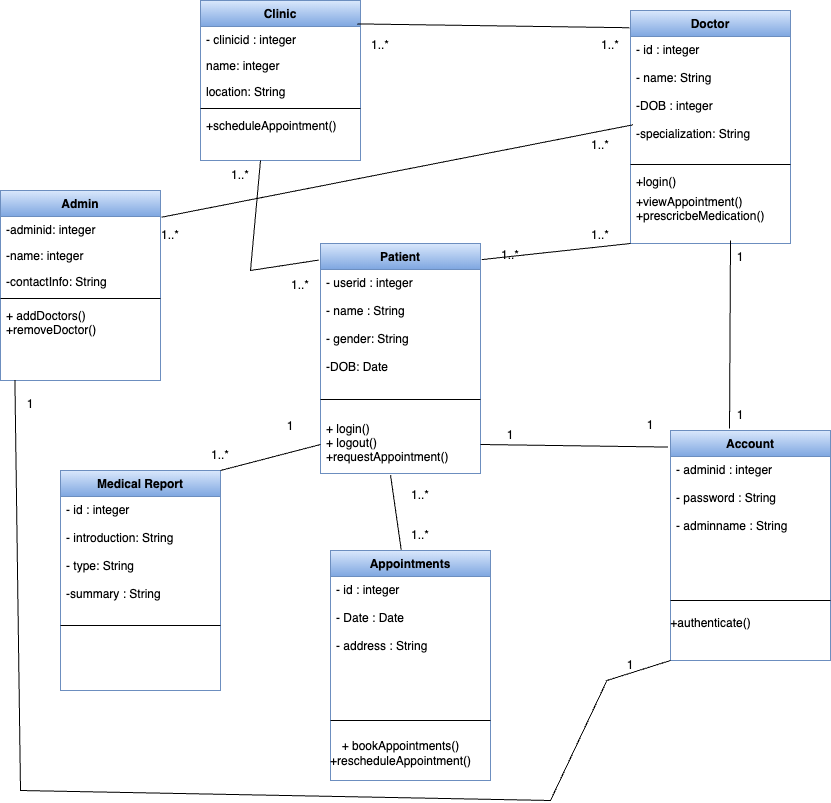 Clinic
- clinicid : integer
name: integer
location: String
+scheduleAppointment()
1..*
1..*
Doctor
- id : integer
- name: String
-DOB : integer
-specialization: String
+login()
+viewAppointment()
+prescricbeMedication()
1..*
1..*
1..*
Admin
-adminid: integer
-name: integer
-contactInfo: String
+ addDoctors()
+removeDoctor()
1..*
1..*
1..*
1
Patient
- userid : integer
- name : String
- gender: String
-DOB: Date
+ login()
+ logout()
+requestAppointment()
1
1
1
1..*
1
1
Medical Report
- id : integer
- introduction: String
- type: String
-summary : String
1..*
1..*
Appointments
- id : integer
- Date : Date
- address : String
+ bookAppointments()
+rescheduleAppointment()
Account
- adminid : integer
- password : String
- adminname : String
+authenticate()
1